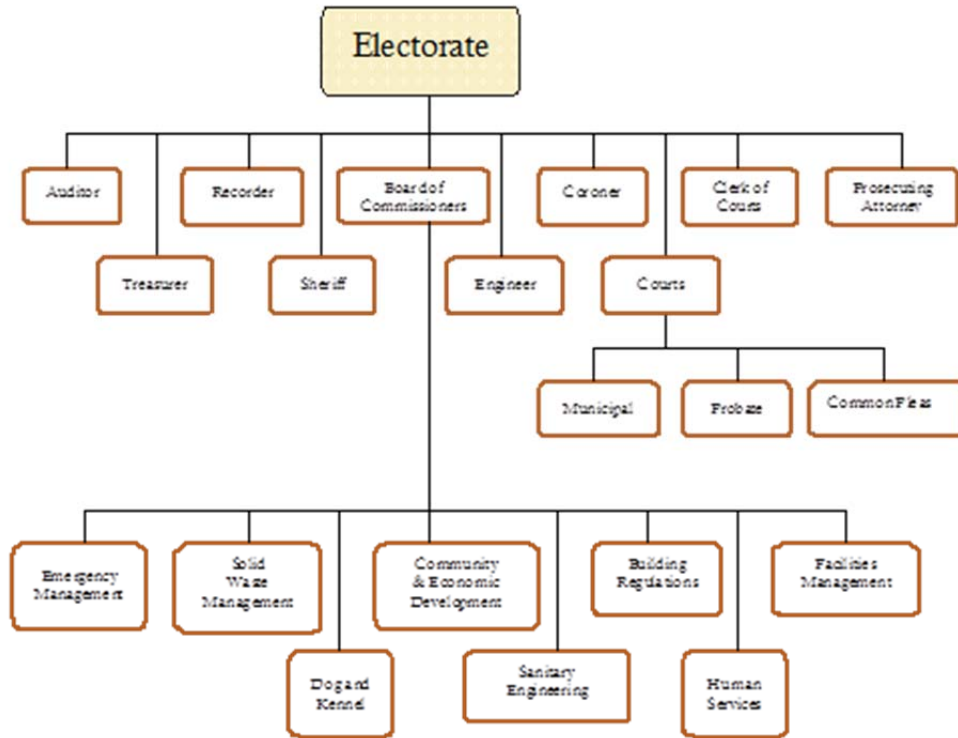 Electorate
Auditor
Recorder
Board of
Commissioners
Coroner
Clerk of
Courts
Prosecuting
Attorney
Treasurer
Sheriff
Engineer
Courts
Municipal
Probate
Common Pleas
Emergency
Management
Solid
Waste
Management
Community
& Economic
Development
Building
Regulations
Facilities
Management
Dog and
Kennel
Sanitary
Engineering
Human
Services